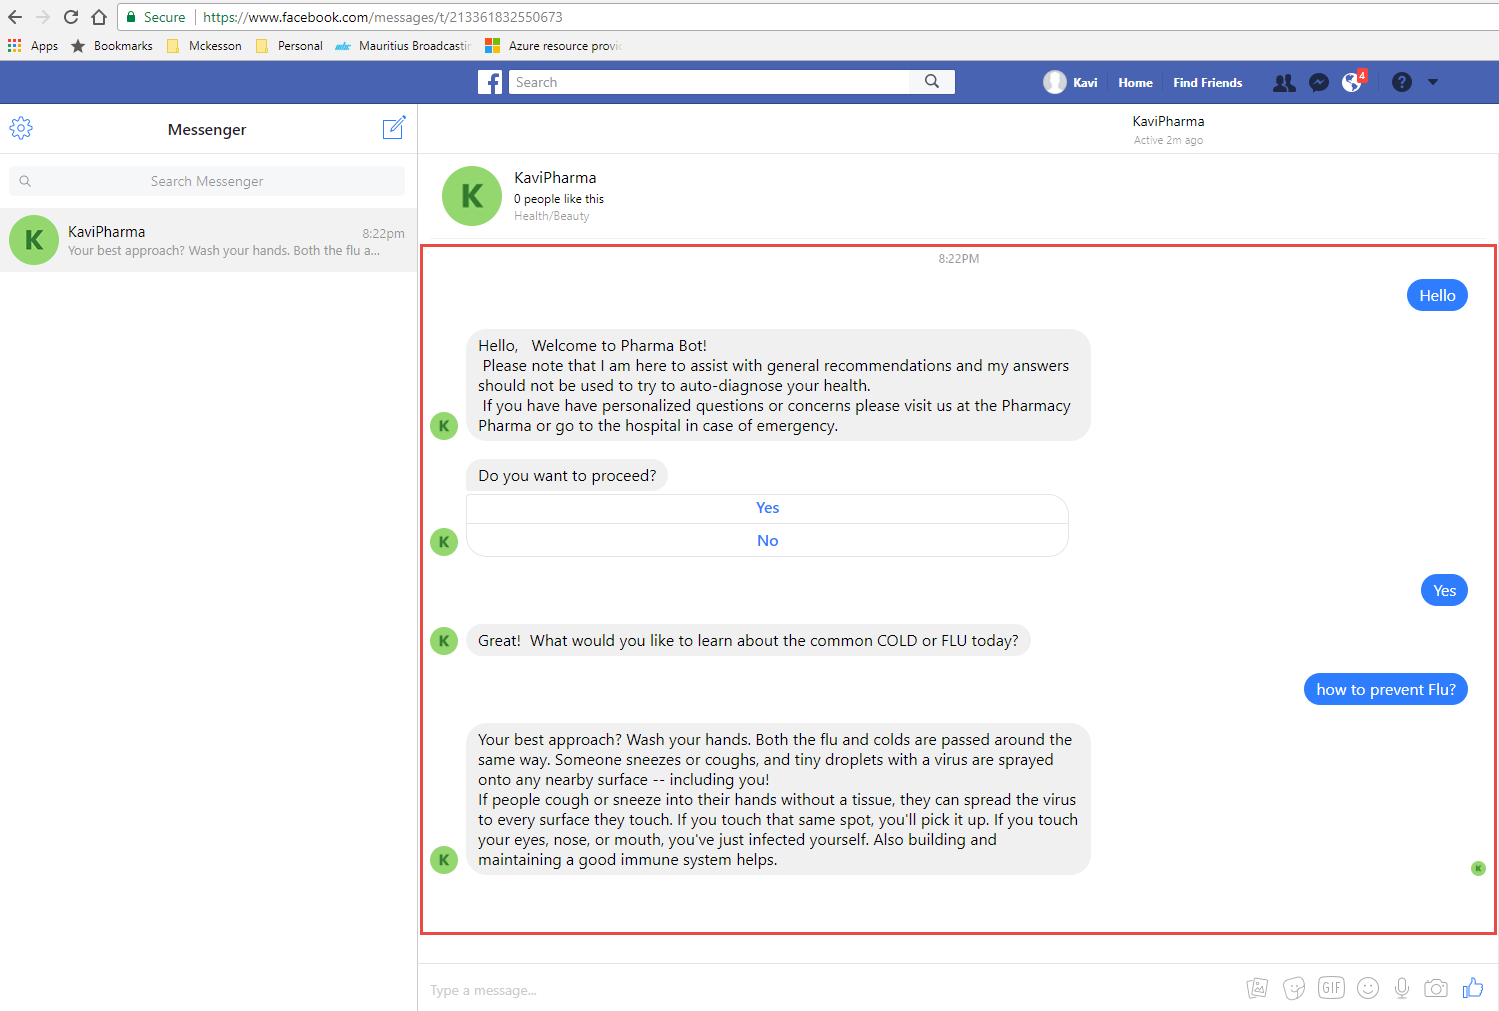 Secure https://www.facebook.com/messages/t/213361832550673
Apps Bookmarks Mckesson Personal Mauritius Broadcastin Azure resource provi
f Search Kavi Home Find Friends 4 ?
Messenger
Search Messenger
K KaviPharma 8:22pm
Your best approach? Wash your hands. Both the flu a...
KaviPharma
Active 2m ago
K KaviPharma
0 people like this
Health/Beauty
8:22PM
Hello
Hello,   Welcome to Pharma Bot!
Please note that I am here to assist with general recommendations and my answers
should not be used to try to auto-diagnose your health.
If you have have personalized questions or concerns please visit us at the Pharmacy
K Pharma or go to the hospital in case of emergency.
Do you want to proceed?
Yes
K No
Yes
K Great!  What would you like to learn about the common COLD or FLU today?
how to prevent Flu?
Your best approach? Wash your hands. Both the flu and colds are passed around the
same way. Someone sneezes or coughs, and tiny droplets with a virus are sprayed
onto any nearby surface -- including you!
If people cough or sneeze into their hands without a tissue, they can spread the virus
to every surface they touch. If you touch that same spot, you'll pick it up. If you touch
your eyes, nose, or mouth, you've just infected yourself. Also building and
K maintaining a good immune system helps. K
Type a message... GIF